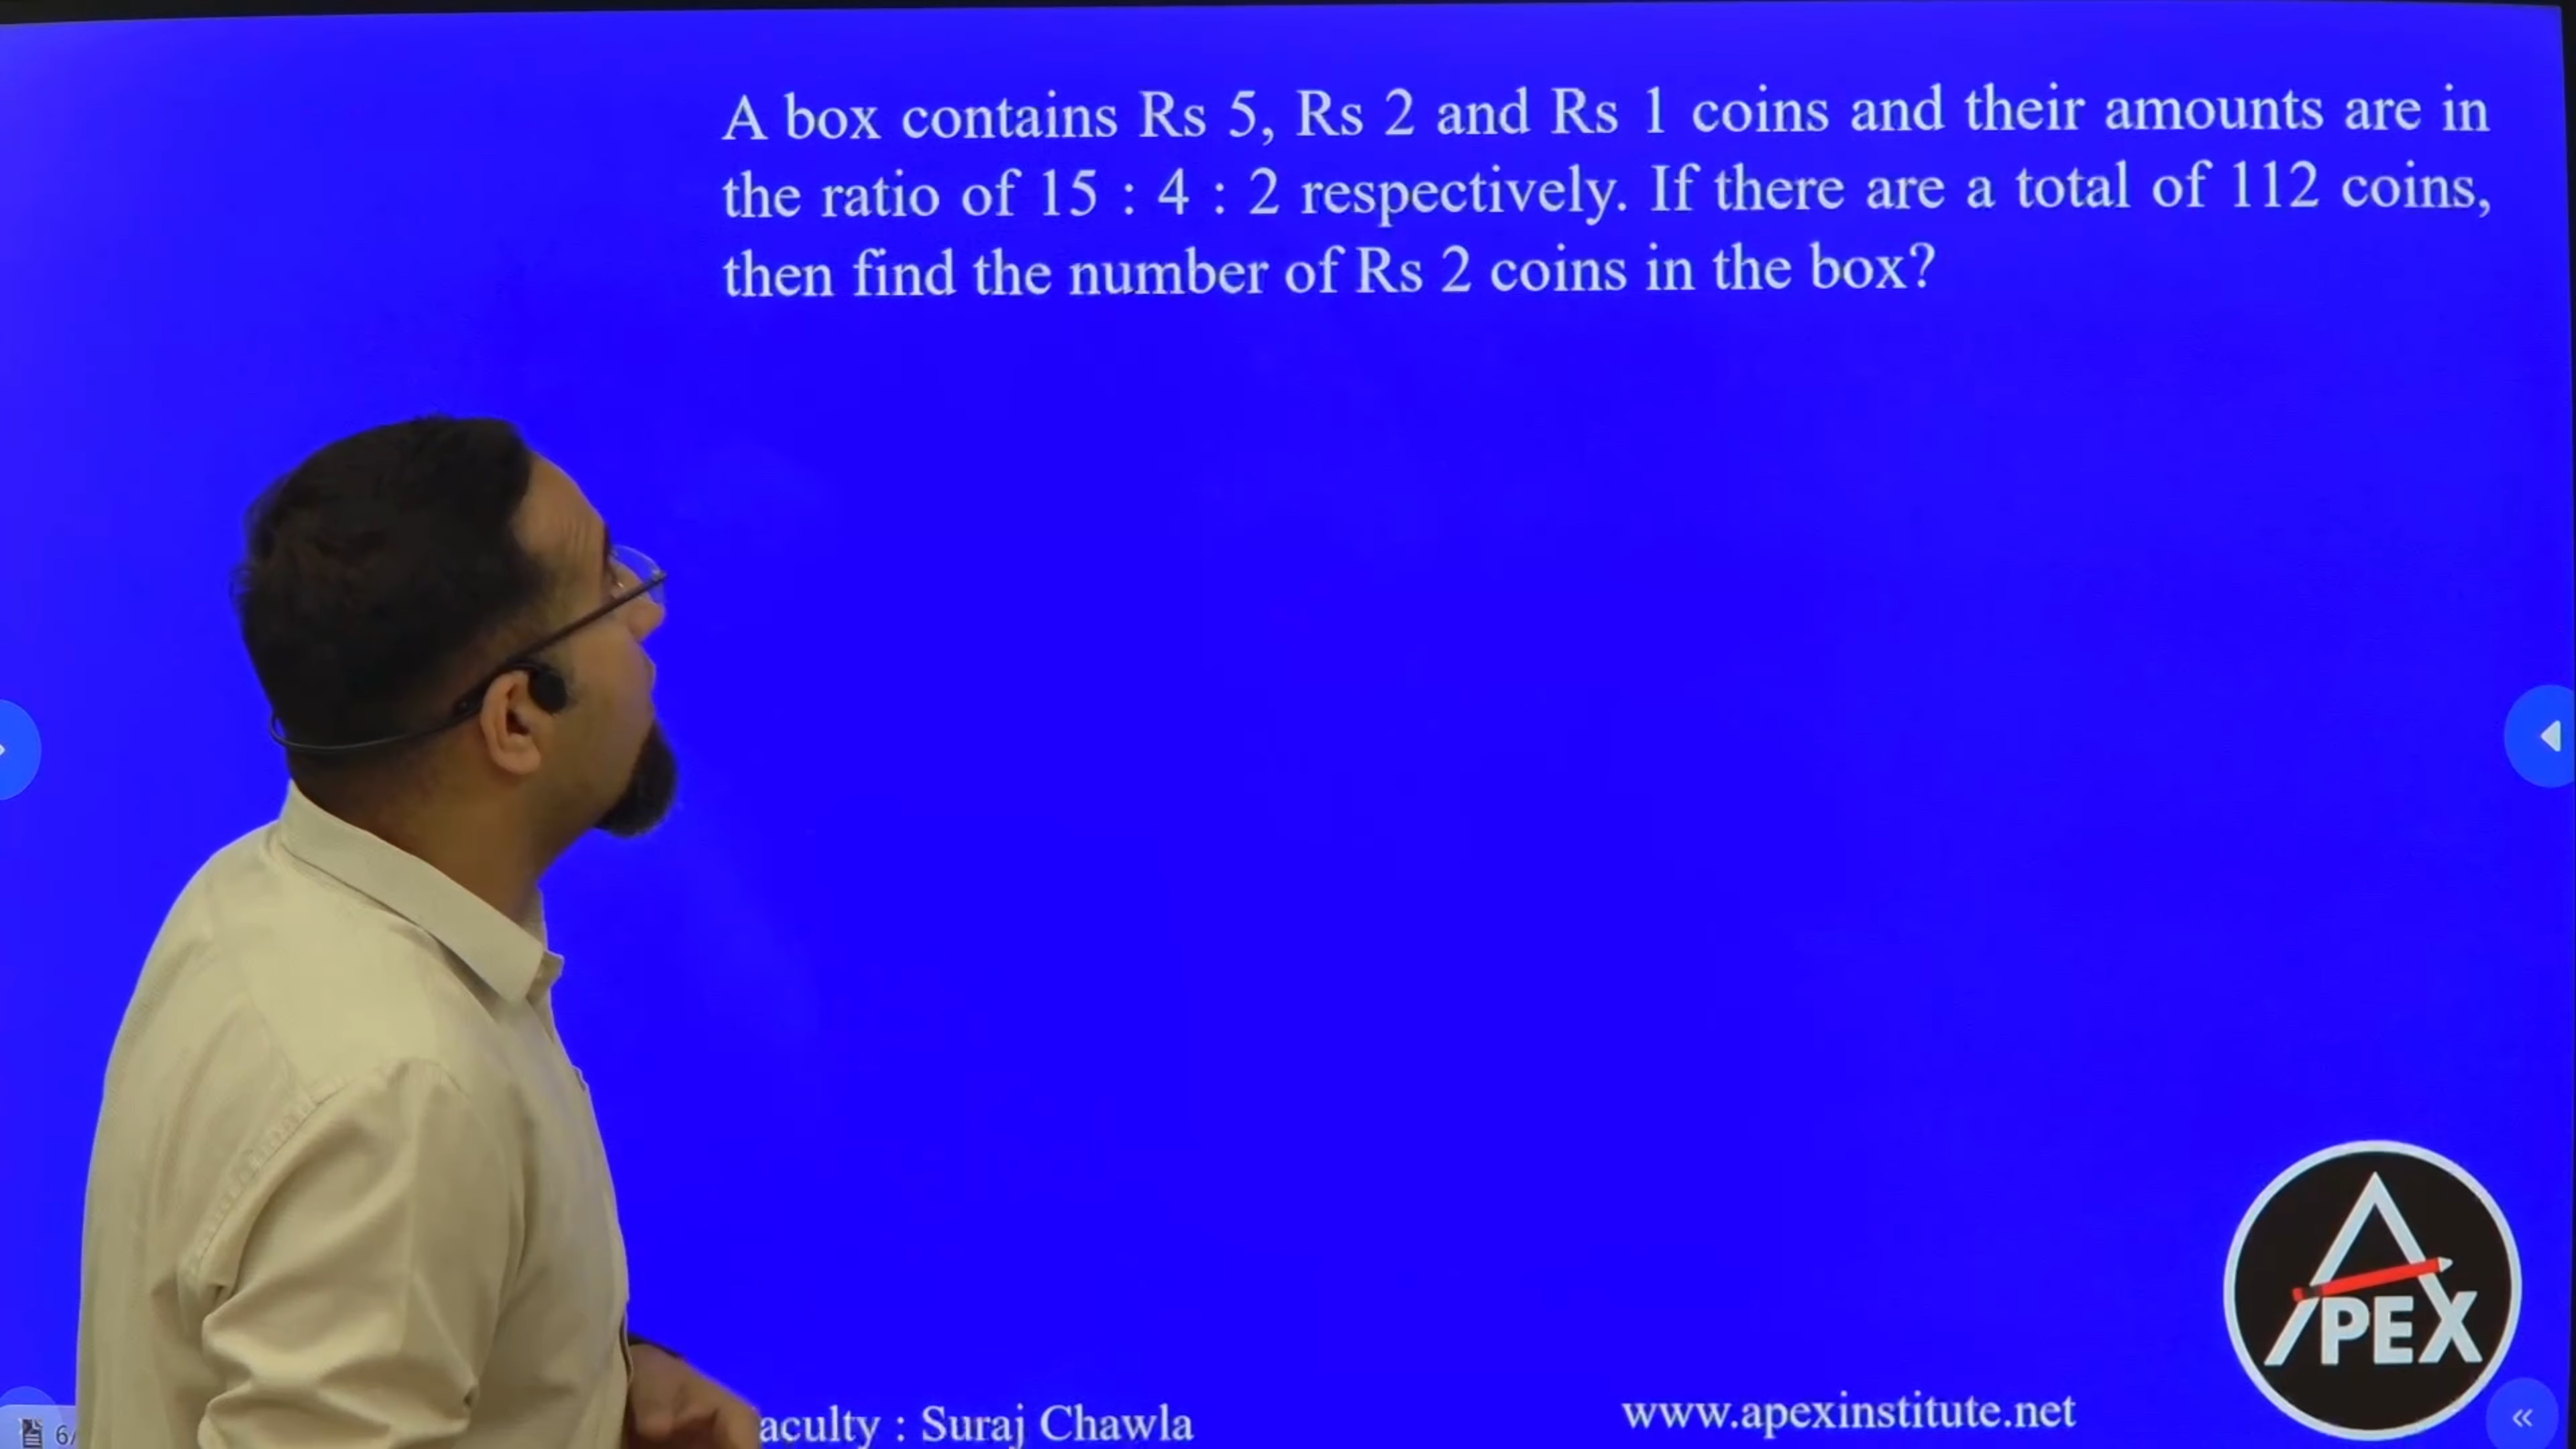 A box contains Rs 5, Rs 2 and Rs 1 coins and their amounts are in
the ratio of 15 : 4 : 2 respectively. If there are a total of 112 coins,
then find the number of Rs 2 coins in the box?
APEX
aculty : Suraj Chawla
www.apexinstitute.net
6/